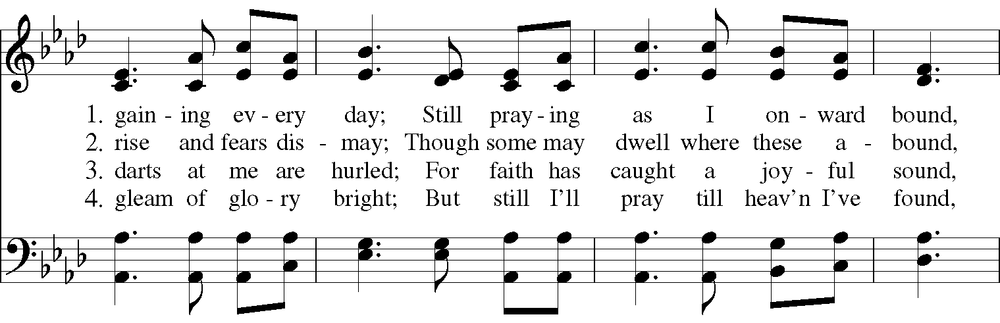 1. gain - ing ev - ery day; Still pray - ing as I on - ward bound,
2. rise and fears dis - may; Though some may dwell where these a - bound,
3. darts at me are hurled; For faith has caught a joy - ful sound,
4. gleam of glo - ry bright; But still I'll pray till heav'n I've found,